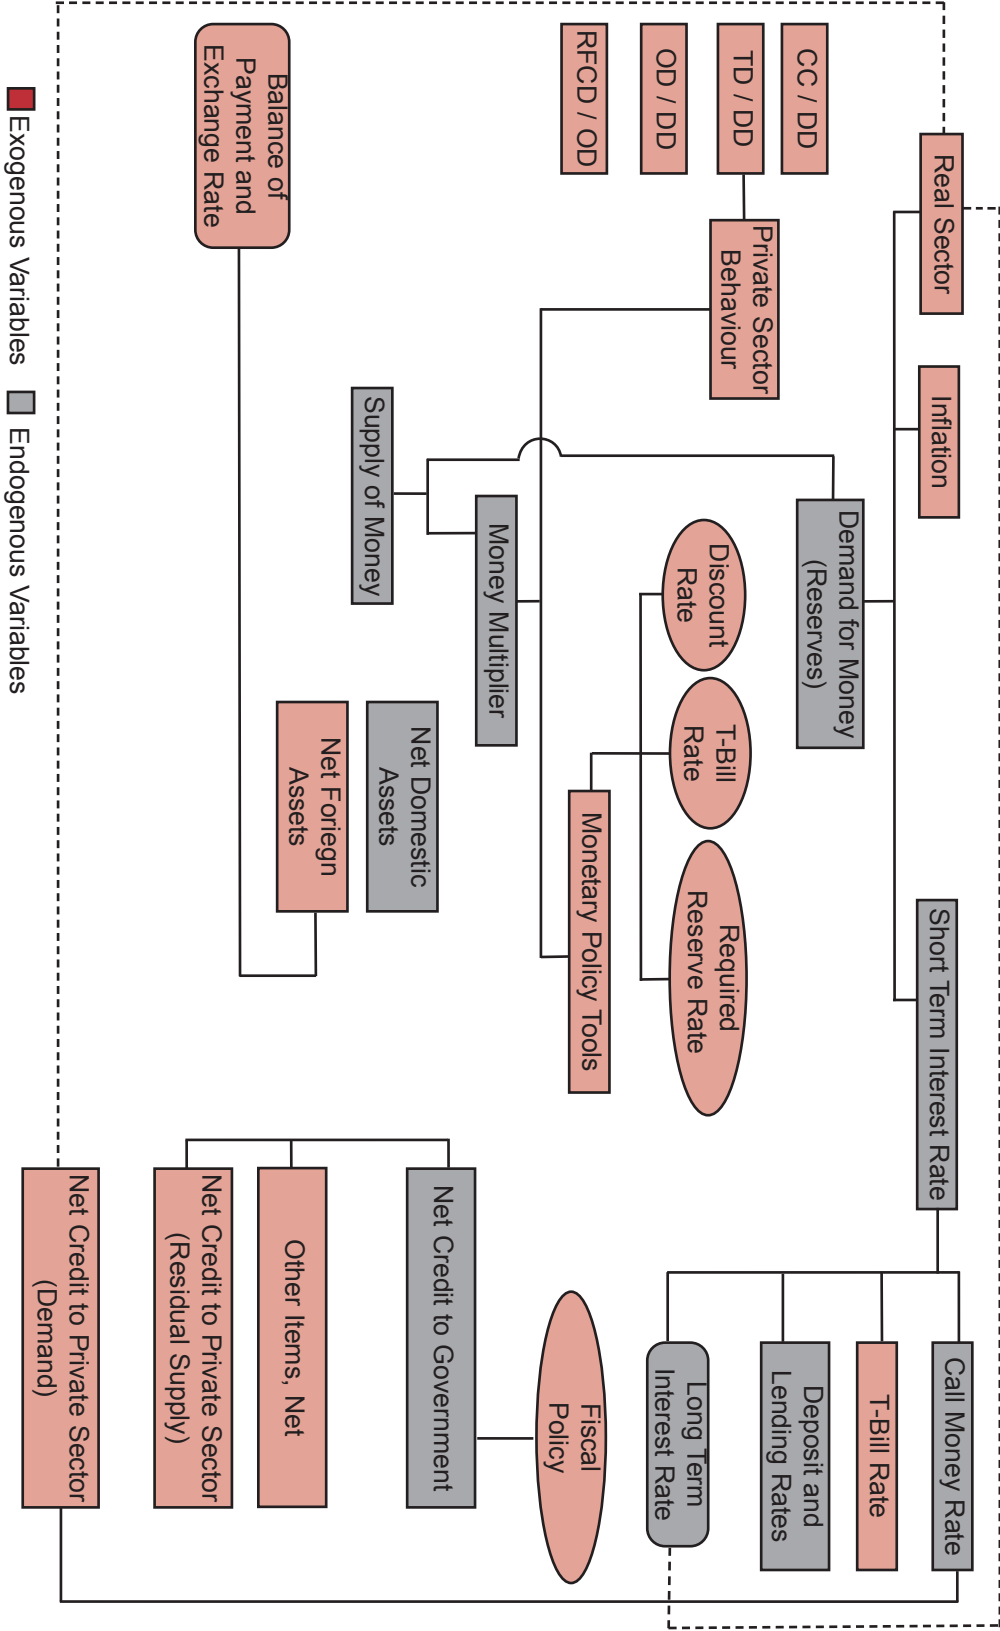 Real Sector
Inflation
Short Term Interest Rate
Call Money Rate
T-Bill Rate
Deposit and
Lending Rates
Long Term
Interest Rate
Demand for Money
(Reserves)
CC / DD
TD / DD
OD / DD
RFCD / OD
Private Sector
Behaviour
Discount
Rate
T-Bill
Rate
Required
Reserve Rate
Monetary Policy Tools
Money Multiplier
Supply of Money
Fiscal
Policy
Net Domestic
Assets
Net Foriegn
Assets
Net Credit to Government
Other Items, Net
Net Credit to Private Sector
(Residual Supply)
Net Credit to Private Sector
(Demand)
Balance of
Payment and
Exchange Rate
Exogenous Variables
Endogenous Variables